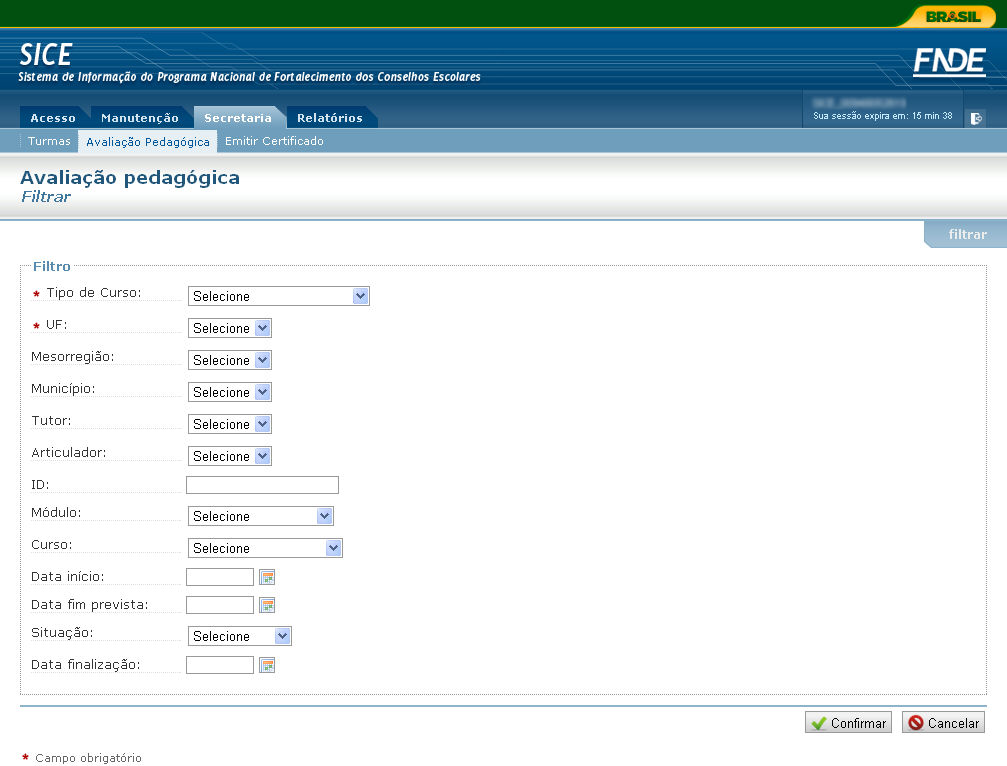 BRASIL
SICE
Sistema de Informação do Programa Nacional de Fortalecimento dos Conselhos Escolares
FNDE
Acesso Manutenção Secretaria Relatórios
Sua sessão expira em: 15 min 38
Turmas Avaliação Pedagógica Emitir Certificado
Avaliação pedagógica
Filtrar
filtrar
Filtro
* Tipo de Curso: Selecione
* UF: Selecione
Mesorregião: Selecione
Município: Selecione
Tutor: Selecione
Articulador: Selecione
ID:
Módulo: Selecione
Curso: Selecione
Data início:
Data fim prevista:
Situação: Selecione
Data finalização:
Confirmar Cancelar
* Campo obrigatório